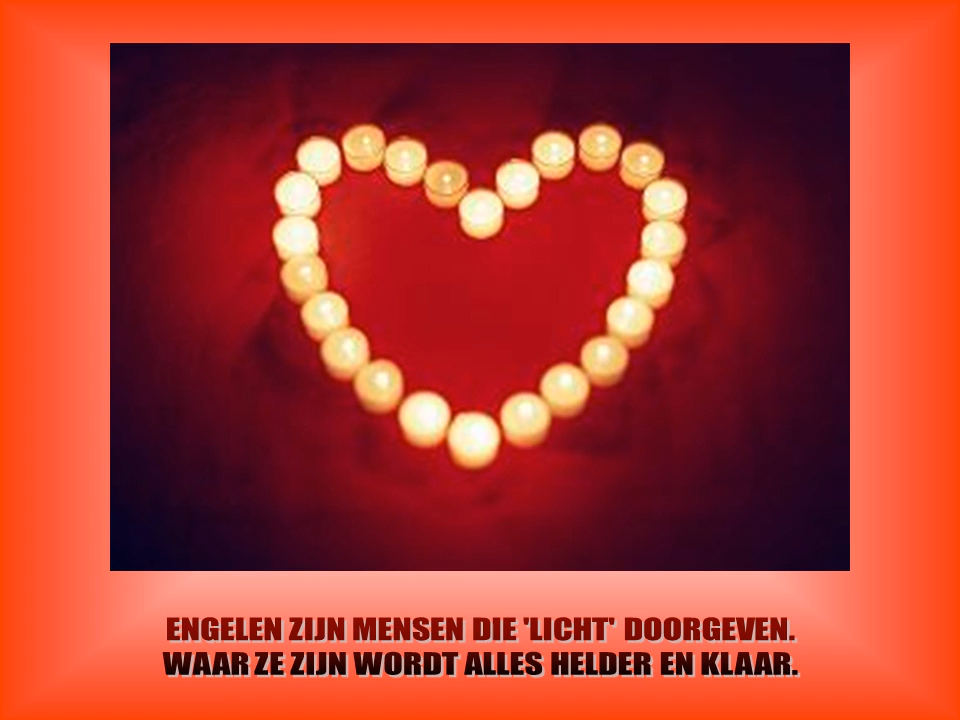 ENGELEN ZIJN MENSEN DIE 'LICHT' DOORGEVEN.
WAAR ZE ZIJN WORDT ALLES HELDER EN KLAAR.